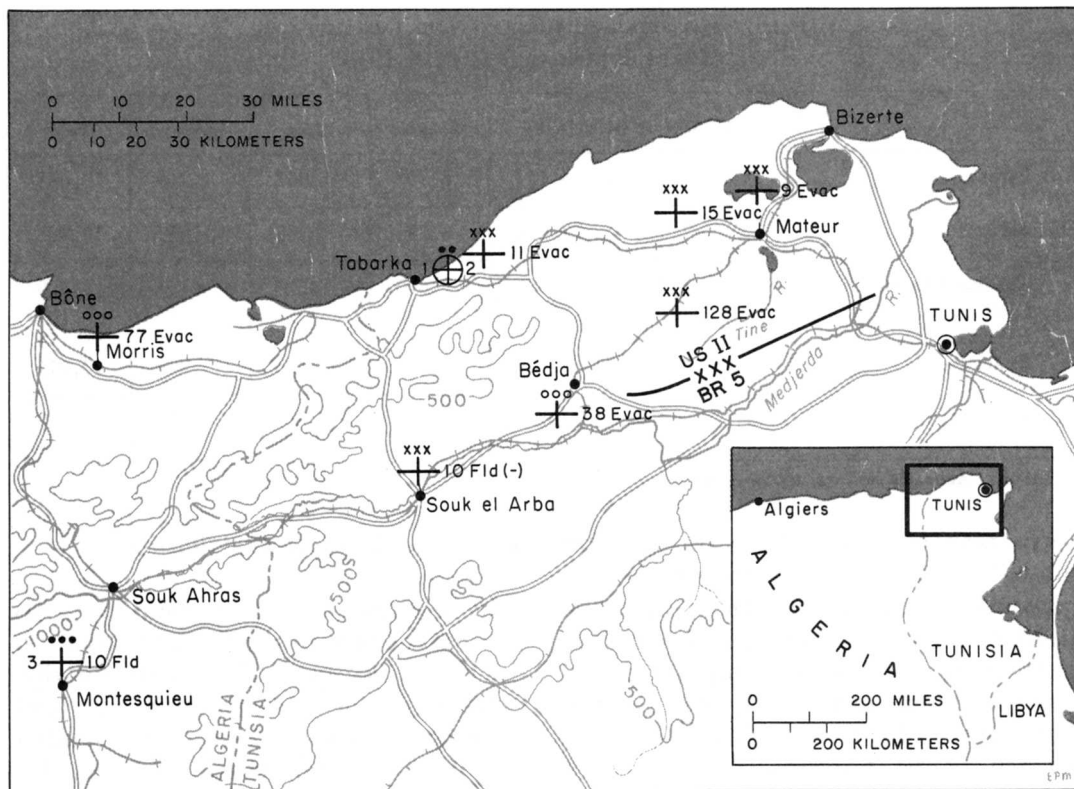 0 10 20 30 MILES
0 10 20 30 KILOMETERS
Bizerte
xxx
9 Evac
xxx
15 Evac
Mateur
xxx
11 Evac
Tabarka
1 2
Bône
77 Evac
Morris
xxx
128 Evac
R.
Tine
R.
TUNIS
US II
XXX
BR 5
Medjerda
Bédja
500
38 Evac
xxx
10 Fld (-)
Souk el Arba
Souk Ahras
1000
500
3 10 Fld
Montesquieu
500
ALGERIA
TUNISIA
Algiers
TUNIS
ALGERIA
TUNISIA
LIBYA
0 200 MILES
0 200 KILOMETERS
EPm